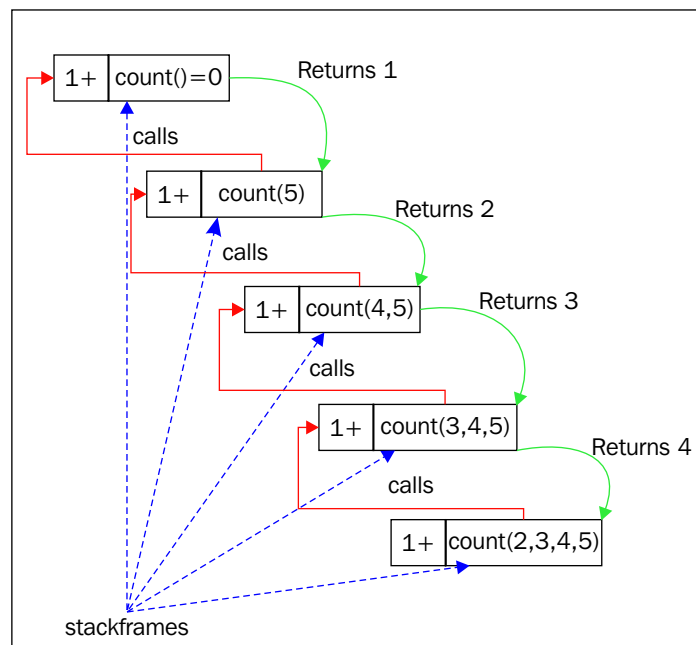 1+ count()=0
Returns 1
calls
1+ count(5)
Returns 2
calls
1+ count(4,5)
Returns 3
calls
1+ count(3,4,5)
Returns 4
calls
1+ count(2,3,4,5)
stackframes